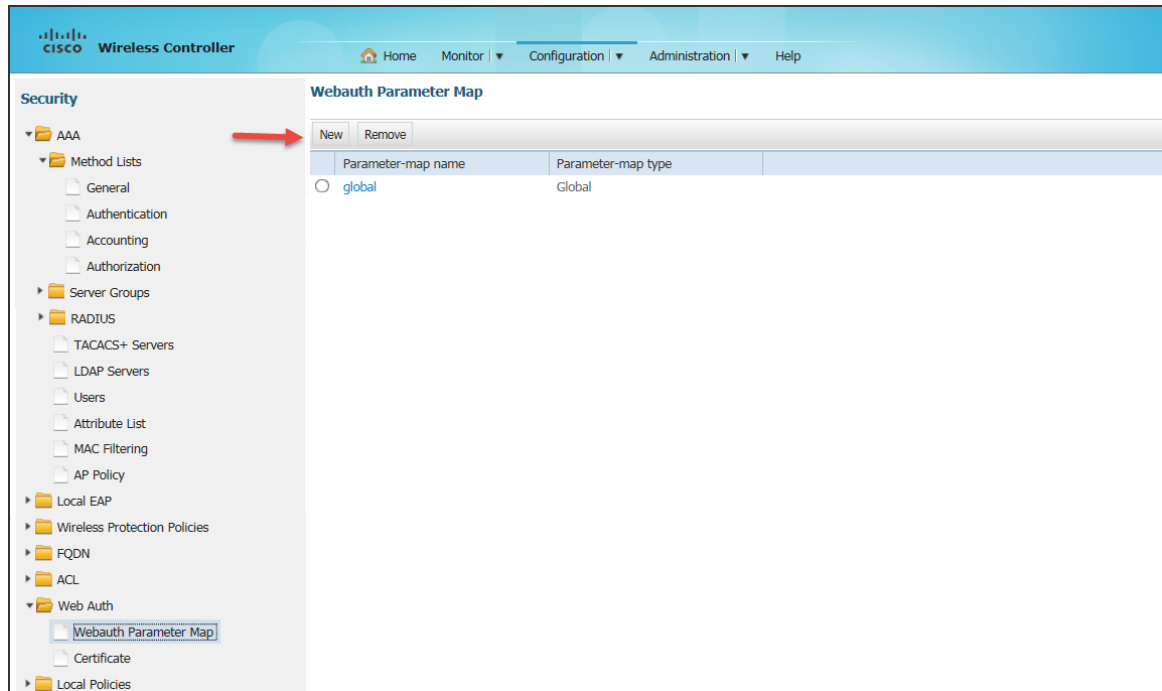 CISCO Wireless Controller
Home Monitor Configuration Administration Help
Security
AAA
Method Lists
General
Authentication
Accounting
Authorization
Server Groups
RADIUS
TACACS+ Servers
LDAP Servers
Users
Attribute List
MAC Filtering
AP Policy
Local EAP
Wireless Protection Policies
FQDN
ACL
Web Auth
Webauth Parameter Map
Certificate
Local Policies
Webauth Parameter Map
New Remove
Parameter-map name Parameter-map type
global Global